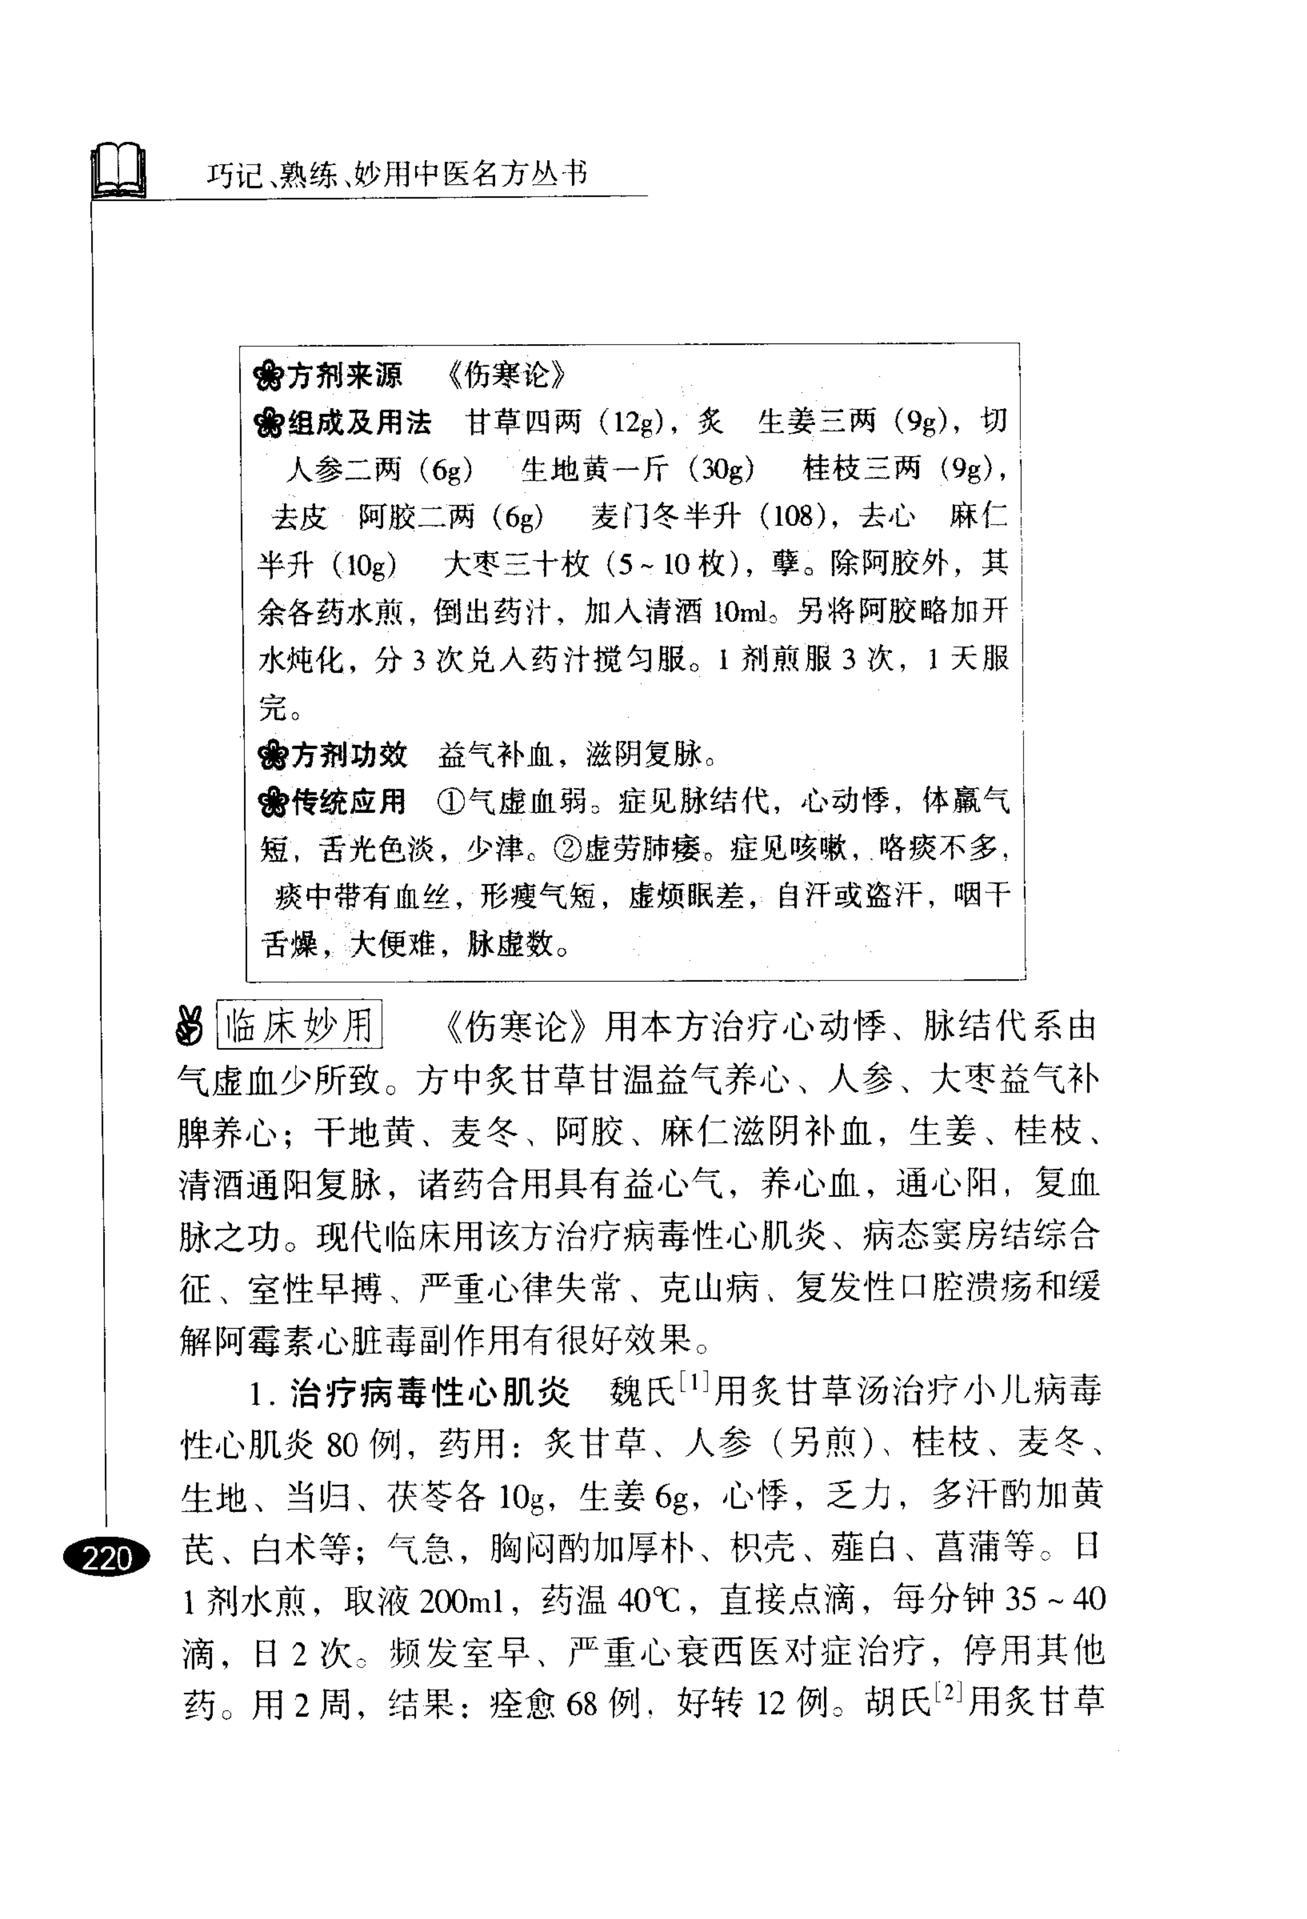 巧记、熟练、妙用中医名方丛书
方剂来源 《伤寒论》
组成及用法 甘草四两（12g），炙 生姜三两（9g），切
人参二两（6g） 生地黄一斤（30g） 桂枝三两（9g），
去皮 阿胶二两（6g） 麦门冬半升（108），去心 麻仁
半升（10g） 大枣三十枚（5～10枚），孽。除阿胶外，其
余各药水煎，倒出药汁，加入清酒10ml。另将阿胶略加开
水炖化，分3次兑入药汁搅匀服。1剂煎服3次，1天服
完。
方剂功效 益气补血，滋阴复脉。
传统应用 ①气虚血弱。症见脉结代，心动悸，体羸气
短，舌光色淡，少津。②虚劳肺痿。症见咳嗽，咯痰不多，
痰中带有血丝，形瘦气短，虚烦眠差，自汗或盗汗，咽干
舌燥，大便难，脉虚数。
临床妙用 《伤寒论》用本方治疗心动悸、脉结代系由
气虚血少所致。方中炙甘草甘温益气养心、人参、大枣益气补
脾养心；干地黄、麦冬、阿胶、麻仁滋阴补血，生姜、桂枝、
清酒通阳复脉，诸药合用具有益心气，养心血，通心阳，复血
脉之功。现代临床用该方治疗病毒性心肌炎、病态窦房结综合
征、室性早搏、严重心律失常、克山病、复发性口腔溃疡和缓
解阿霉素心脏毒副作用有很好效果。
1. 治疗病毒性心肌炎 魏氏[1]用炙甘草汤治疗小儿病毒
性心肌炎80例，药用：炙甘草、人参（另煎）、桂枝、麦冬、
生地、当归、茯苓各10g，生姜6g，心悸，乏力，多汗酌加黄
芪、白术等；气急，胸闷酌加厚朴、枳壳、薤白、菖蒲等。日
1剂水煎，取液200ml，药温40℃，直接点滴，每分钟35～40
滴，日2次。频发室早、严重心衰西医对症治疗，停用其他
药。用2周，结果：痊愈68例，好转12例。胡氏[2]用炙甘草
220